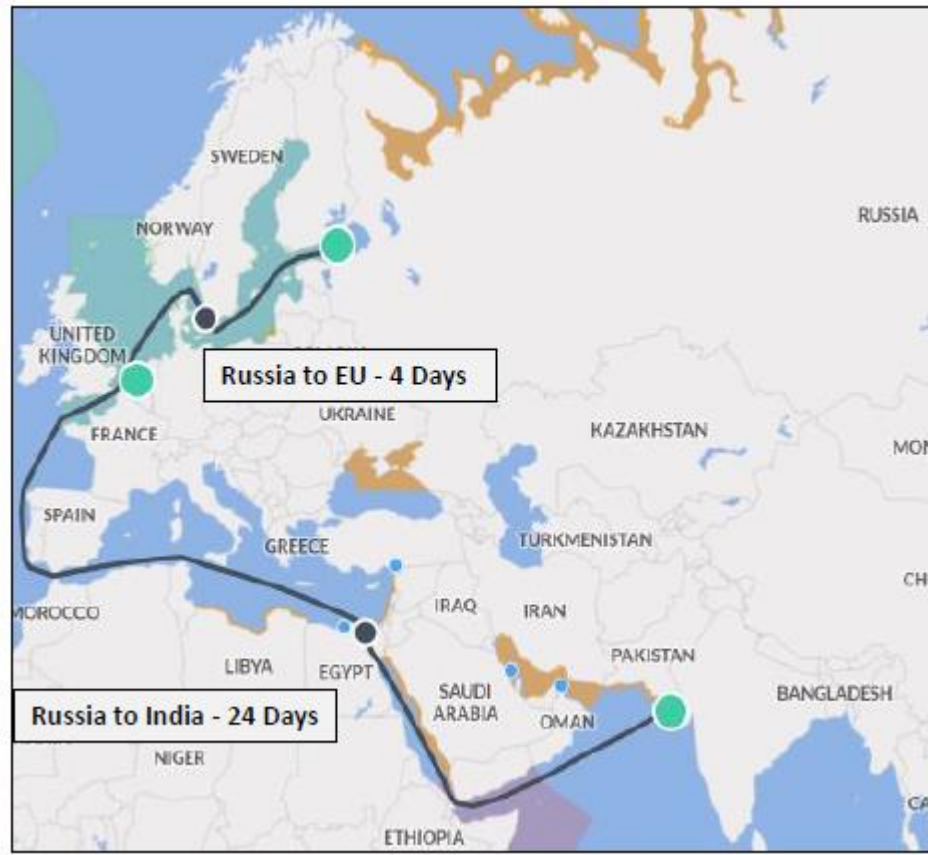 SWEDEN
NORWAY
RUSSIA
UNITED
KINGDOM
Russia to EU - 4 Days
UKRAINE
FRANCE
KAZAKHSTAN
MON
SPAIN
GREECE
TURKMENISTAN
CH
MOROCCO
IRAQ
IRAN
PAKISTAN
LIBYA
EGYPT
SAUDI
ARABIA
OMAN
BANGLADESH
Russia to India - 24 Days
NIGER
ETHIOPIA
CA